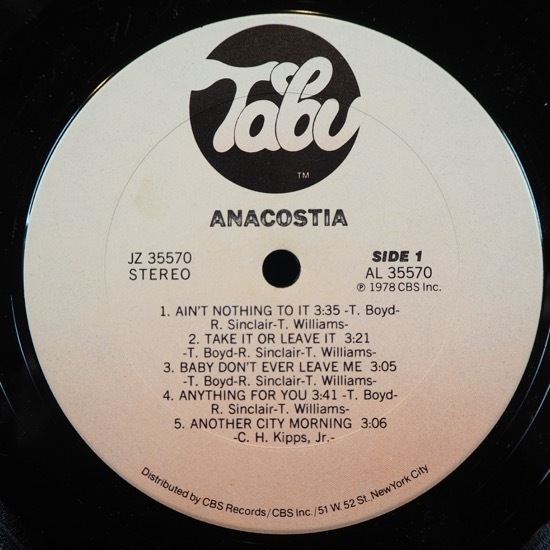 Tabu
TM
ANACOSTIA
JZ 35570
STEREO
SIDE 1
AL 35570
℗ 1978 CBS Inc.
1. AIN'T NOTHING TO IT 3:35 -T. Boyd-
R. Sinclair-T. Williams-
2. TAKE IT OR LEAVE IT 3:21
-T. Boyd-R. Sinclair-T. Williams-
3. BABY DON'T EVER LEAVE ME 3:05
-T. Boyd-R. Sinclair-T. Williams-
4. ANYTHING FOR YOU 3:41 -T. Boyd-
R. Sinclair-T. Williams-
5. ANOTHER CITY MORNING 3:06
-C. H. Kipps, Jr.-
Distributed by CBS Records/CBS Inc./51 W. 52 St., New York City